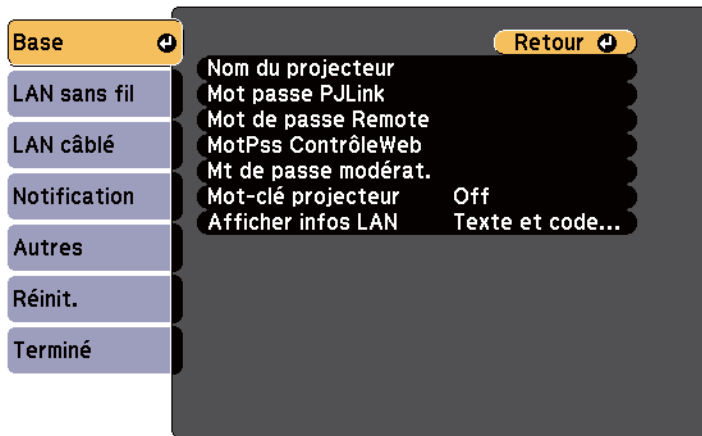 Base
LAN sans fil
LAN câblé
Notification
Autres
Réinit.
Terminé
Retour
Nom du projecteur
Mot passe PJLink
Mot de passe Remote
MotPss ContrôleWeb
Mt de passe modérat.
Mot-clé projecteur Off
Afficher infos LAN Texte et code...